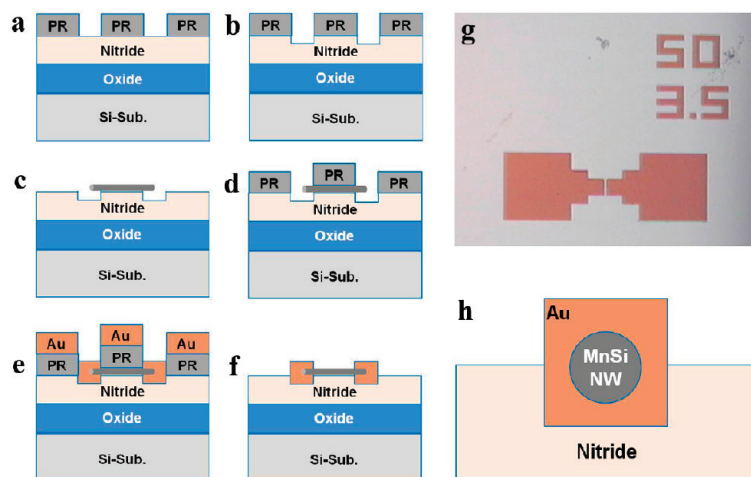 a
PR PR PR
Nitride
Oxide
Si-Sub.
b
PR PR PR
Nitride
Oxide
Si-Sub.
c
Nitride
Oxide
Si-Sub.
d
PR PR PR
Nitride
Oxide
Si-Sub.
e
Au Au Au
PR PR PR
Nitride
Oxide
Si-Sub.
f
Nitride
Oxide
Si-Sub.
g
50
3.5
h
Au
MnSi
NW
Nitride